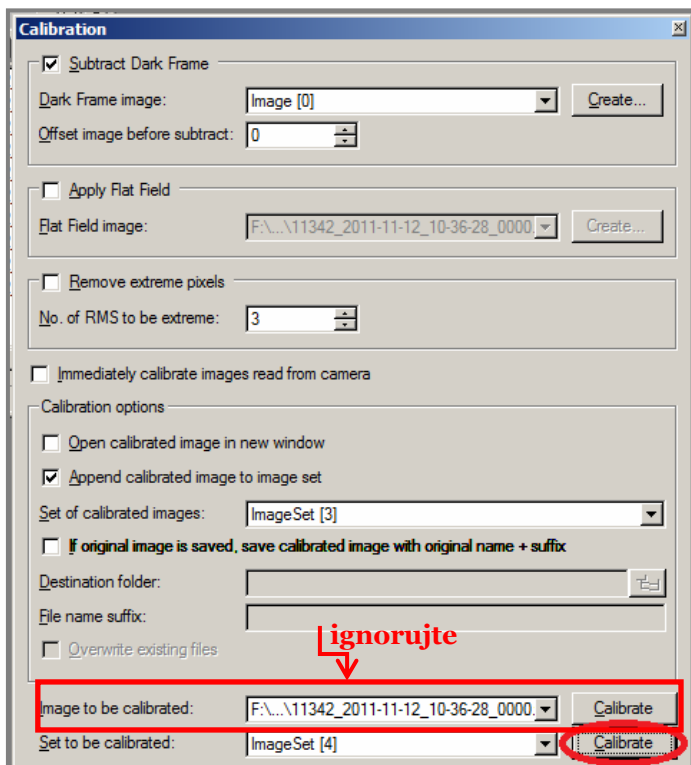 Calibration
Subtract Dark Frame
Dark Frame image: Image [0] Create...
Offset image before subtract: 0
Apply Flat Field
Flat Field image: F:\...\11342_2011-11-12_10-36-28_0000. Create...
Remove extreme pixels
No. of RMS to be extreme: 3
Immediately calibrate images read from camera
Calibration options
Open calibrated image in new window
Append calibrated image to image set
Set of calibrated images: ImageSet [3]
If original image is saved, save calibrated image with original name + suffix
Destination folder:
File name suffix:
ignorujte
Overwrite existing files
Image to be calibrated: F:\...\11342_2011-11-12_10-36-28_0000. Calibrate
Set to be calibrated: ImageSet [4] Calibrate